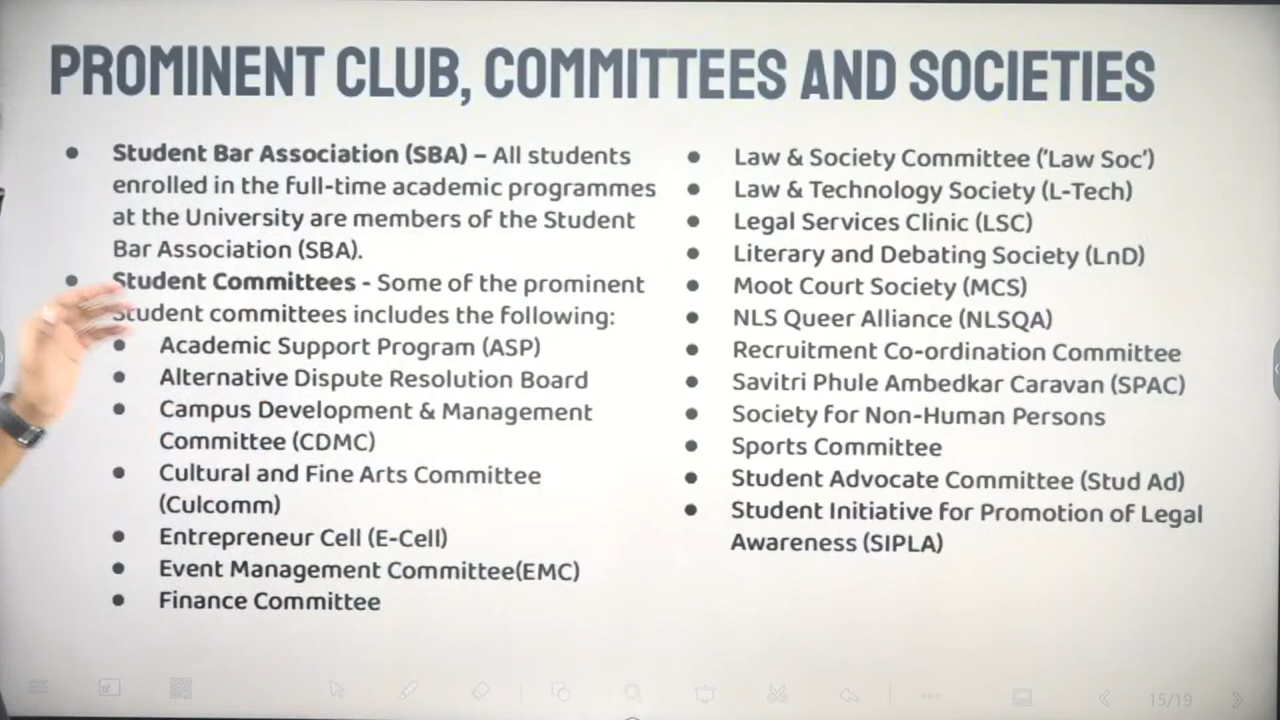 PROMINENT CLUB, COMMITTEES AND SOCIETIES
Student Bar Association (SBA) – All students
enrolled in the full-time academic programmes
at the University are members of the Student
Bar Association (SBA).
Student Committees - Some of the prominent
student committees includes the following:
Academic Support Program (ASP)
Alternative Dispute Resolution Board
Campus Development & Management
Committee (CDMC)
Cultural and Fine Arts Committee
(Culcomm)
Entrepreneur Cell (E-Cell)
Event Management Committee(EMC)
Finance Committee
Law & Society Committee ('Law Soc')
Law & Technology Society (L-Tech)
Legal Services Clinic (LSC)
Literary and Debating Society (LnD)
Moot Court Society (MCS)
NLS Queer Alliance (NLSQA)
Recruitment Co-ordination Committee
Savitri Phule Ambedkar Caravan (SPAC)
Society for Non-Human Persons
Sports Committee
Student Advocate Committee (Stud Ad)
Student Initiative for Promotion of Legal
Awareness (SIPLA)
15/19